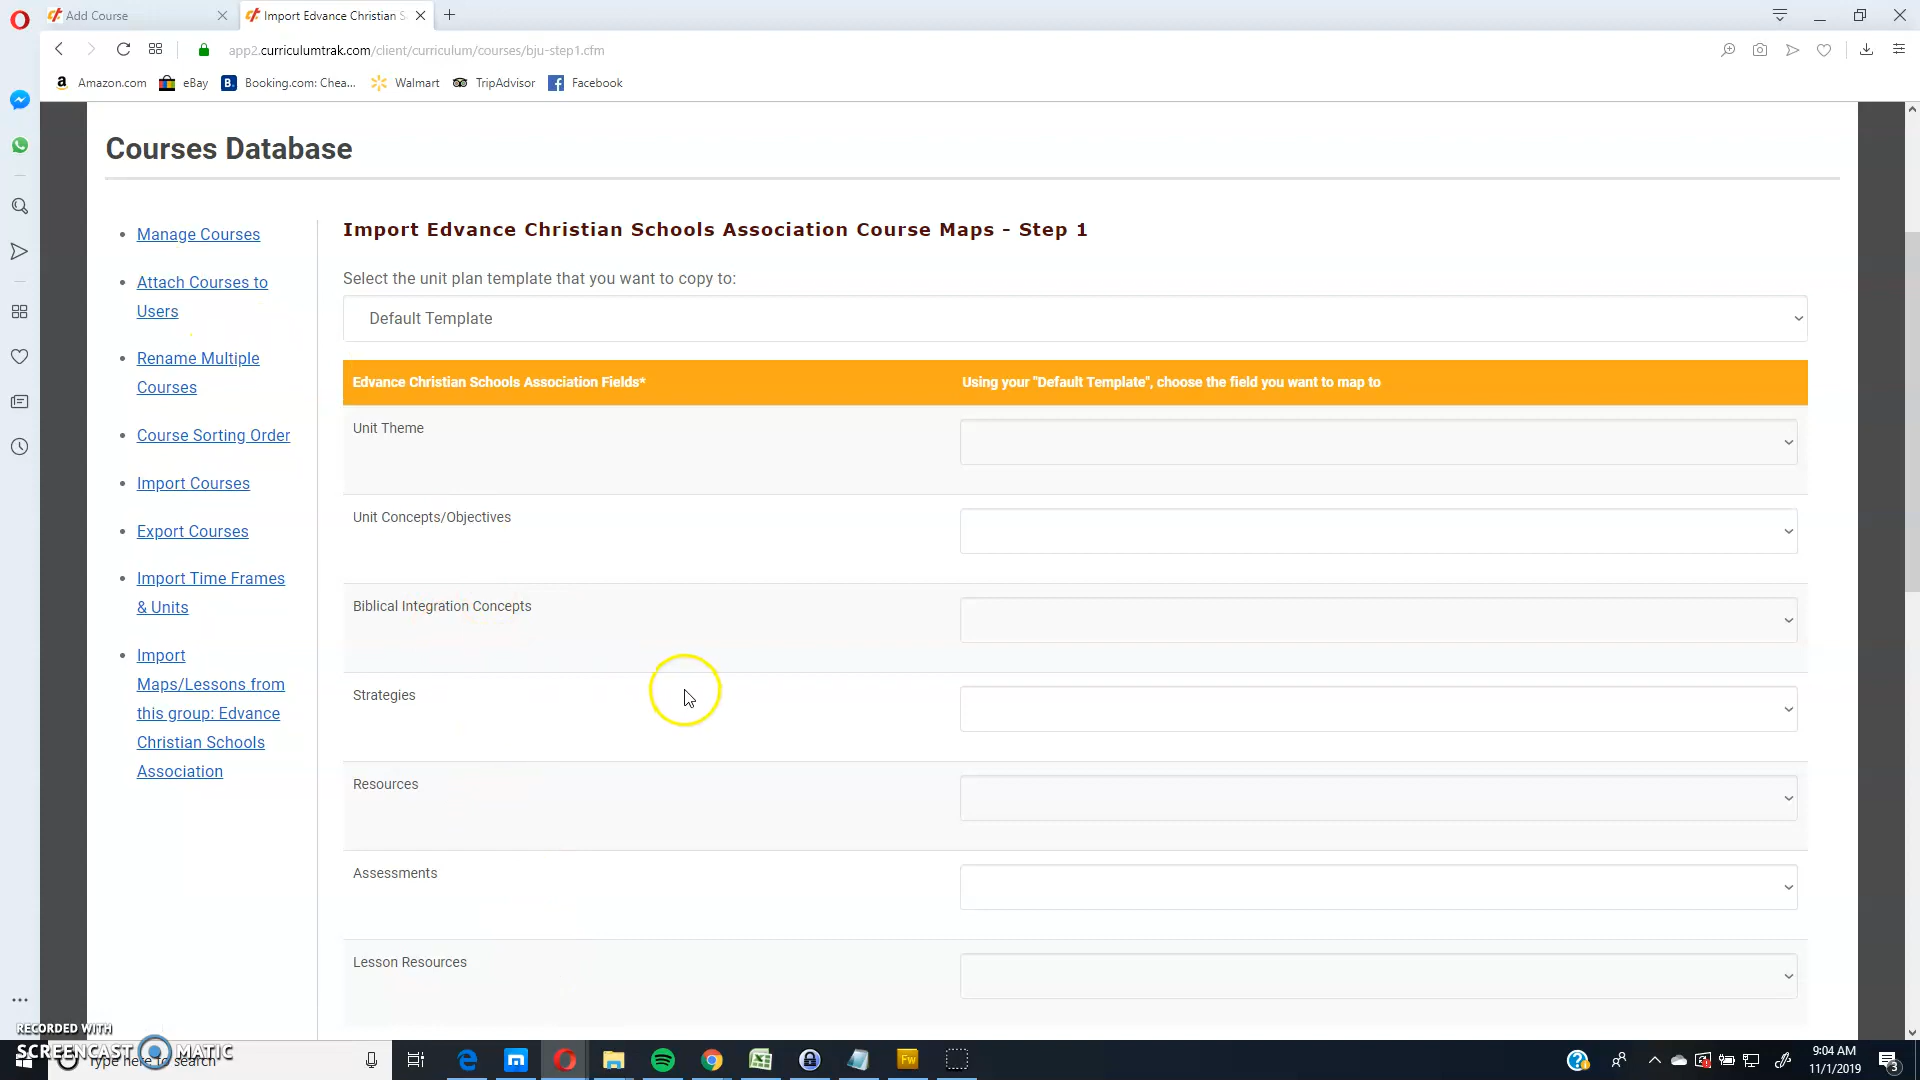 Add Course
Import Edvance Christian S
app2.curriculumtrak.com/client/curriculum/courses/bju-step1.cfm
Amazon.com
eBay
Booking.com: Chea...
Walmart
TripAdvisor
Facebook
Courses Database
Manage Courses
Attach Courses to
Users
Rename Multiple
Courses
Course Sorting Order
Import Courses
Export Courses
Import Time Frames
& Units
Import
Maps/Lessons from
this group: Edvance
Christian Schools
Association
Import Edvance Christian Schools Association Course Maps - Step 1
Select the unit plan template that you want to copy to:
Default Template
Edvance Christian Schools Association Fields*
Using your "Default Template", choose the field you want to map to
Unit Theme
Unit Concepts/Objectives
Biblical Integration Concepts
Strategies
Resources
Assessments
Lesson Resources
RECORDED WITH
SCREENCAST MATIC
Type here to search
Fw
9:04 AM
11/1/2019
3